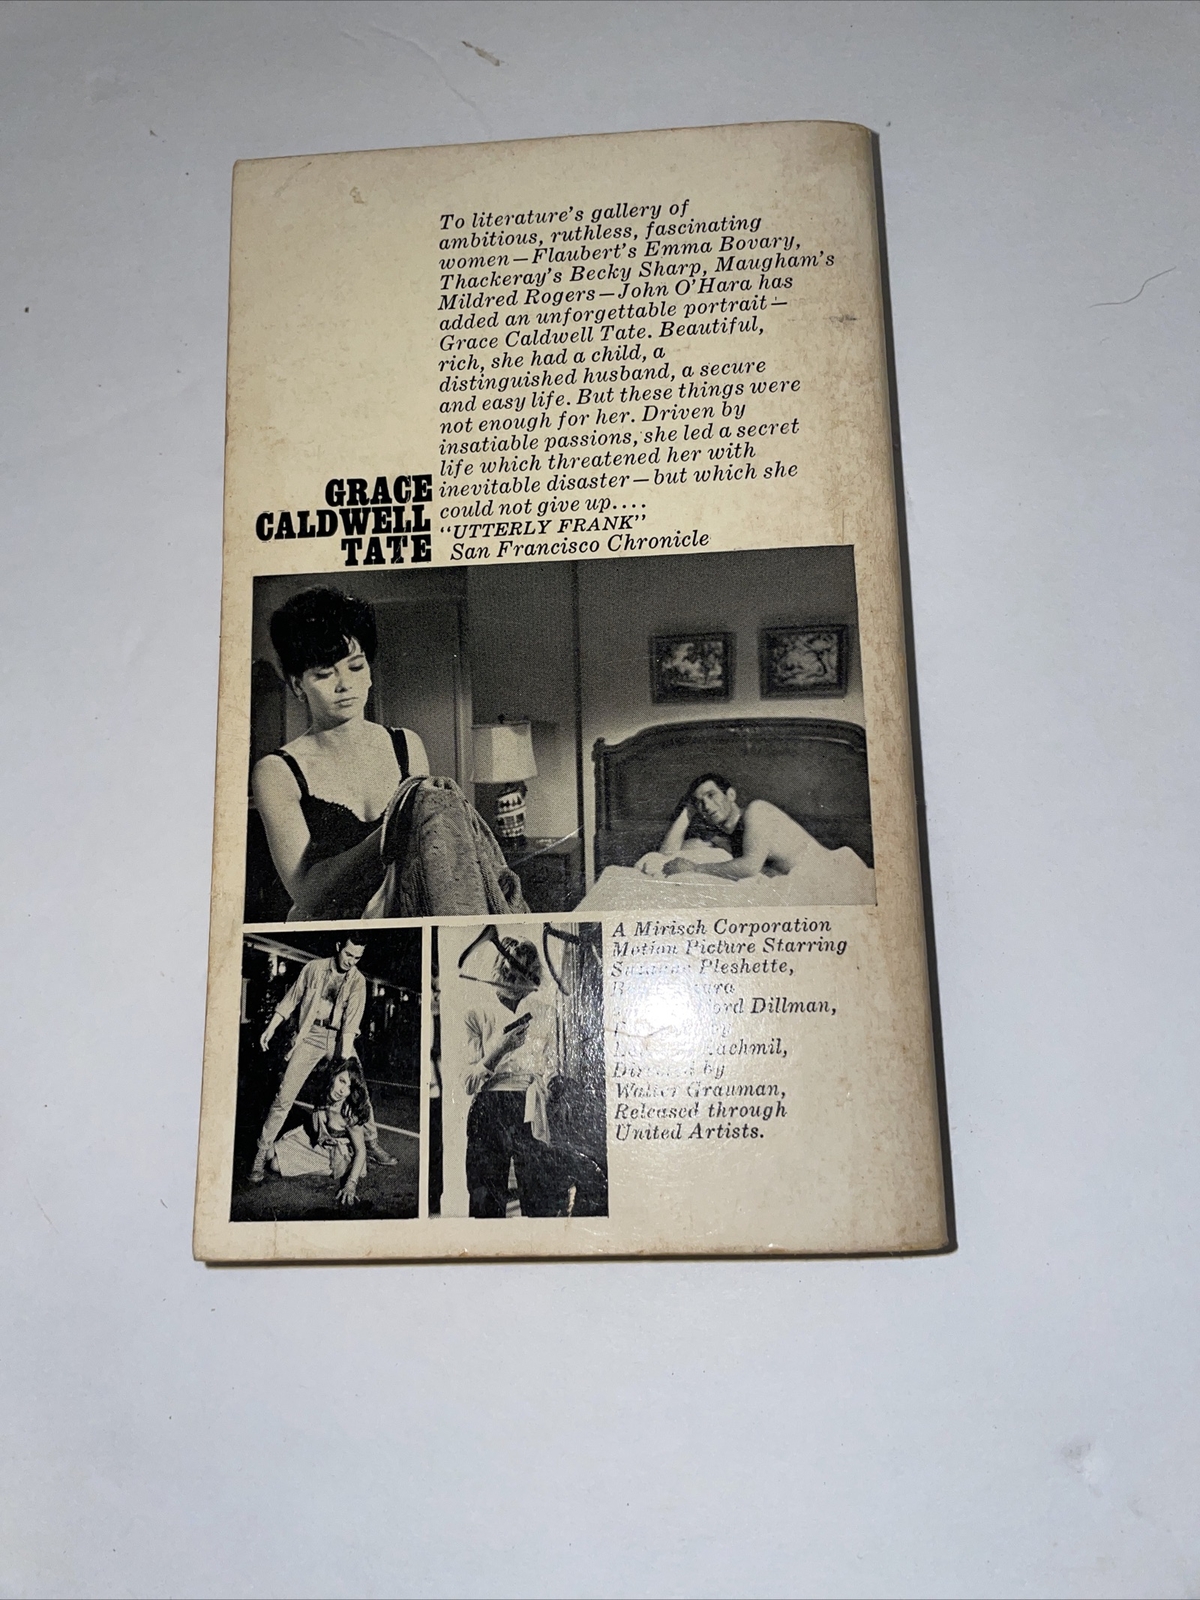 To literature's gallery of
ambitious, ruthless, fascinating
women—Flaubert's Emma Bovary,
Thackeray's Becky Sharp, Maugham's
Mildred Rogers—John O'Hara has
added an unforgettable portrait—
Grace Caldwell Tate. Beautiful,
rich, she had a child, a
distinguished husband, a secure
and easy life. But these things were
not enough for her. Driven by
insatiable passions, she led a secret
life which threatened her with
inevitable disaster—but which she
could not give up....
"UTTERLY FRANK"
San Francisco Chronicle
GRACE
CALDWELL
TATE
A Mirisch Corporation
Motion Picture Starring
Suzanne Pleshette,
Dillman,
Directed by
Walter Grauman,
Released through
United Artists.